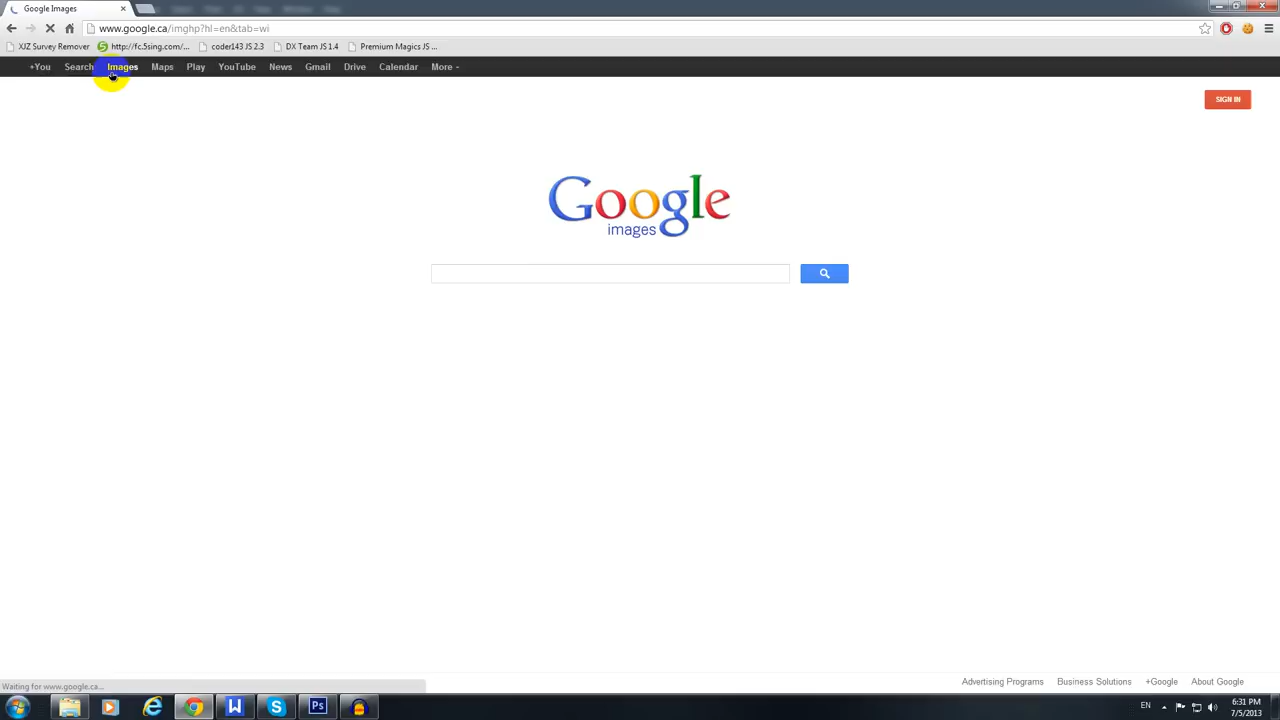 Google Images
www.google.ca/imghp?hl=en&tab=wi
XJZ Survey Remover http://fc.5sing.com/... coder143 JS 2.3 DX Team JS 1.4 Premium Magics JS ...
+You Search Images Maps Play YouTube News Gmail Drive Calendar More
SIGN IN
Google
images
Waiting for www.google.ca...
Advertising Programs Business Solutions +Google About Google
EN
6:31 PM
7/5/2013